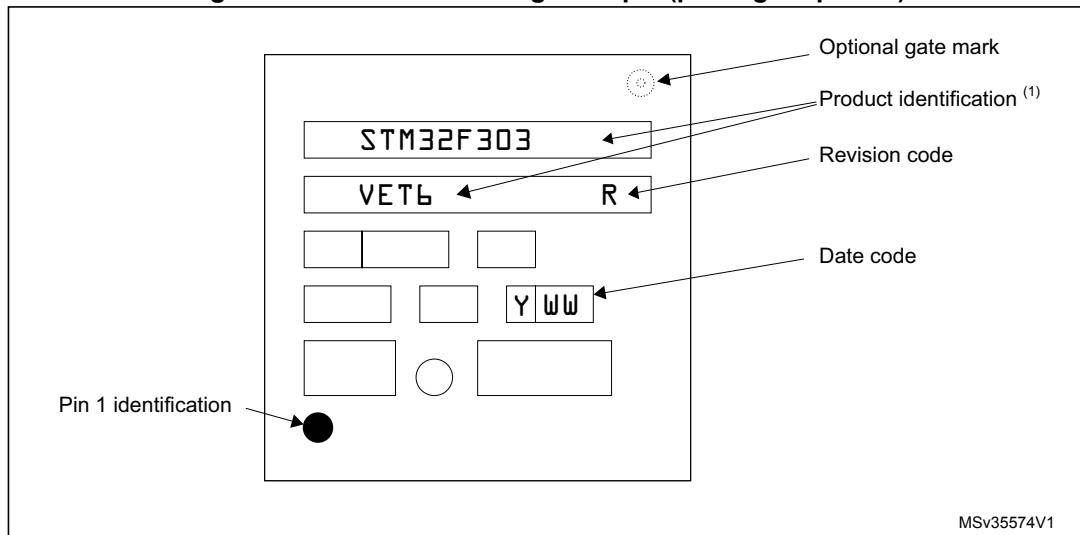 Optional gate mark
Product identification (1)
STM32F303
Revision code
VET6 R
Date code
Y WW
Pin 1 identification
MSv35574V1